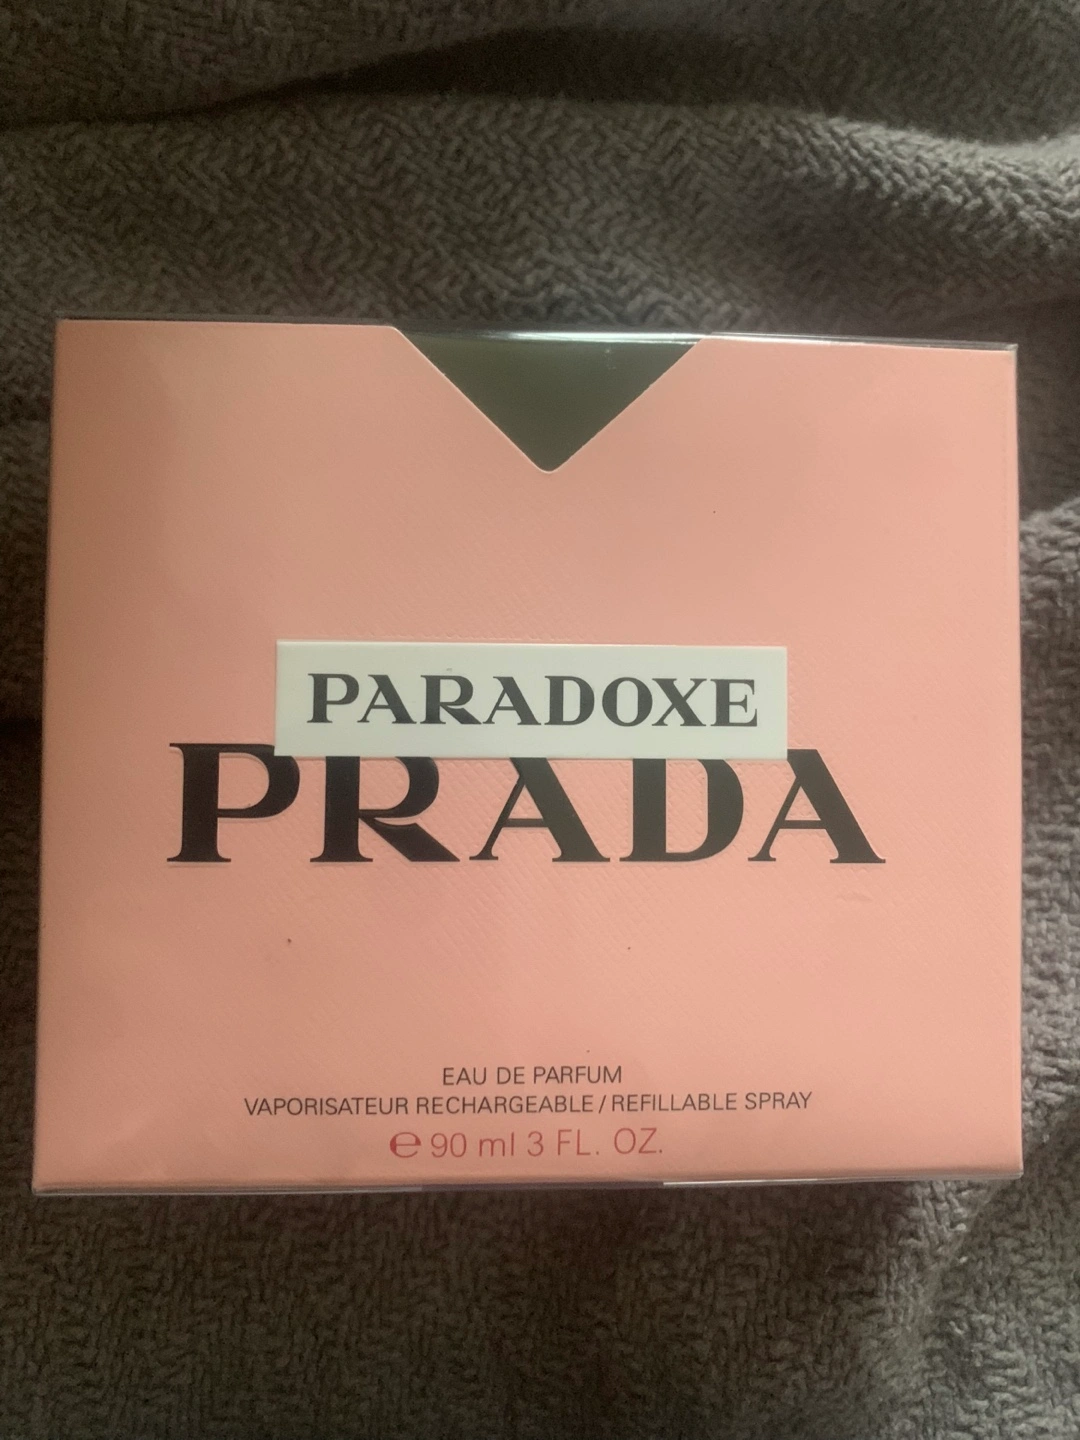 PARADOXE
PRADA
EAU DE PARFUM
VAPORISATEUR RECHARGEABLE / REFILLABLE SPRAY
℮ 90 ml 3 FL. OZ.